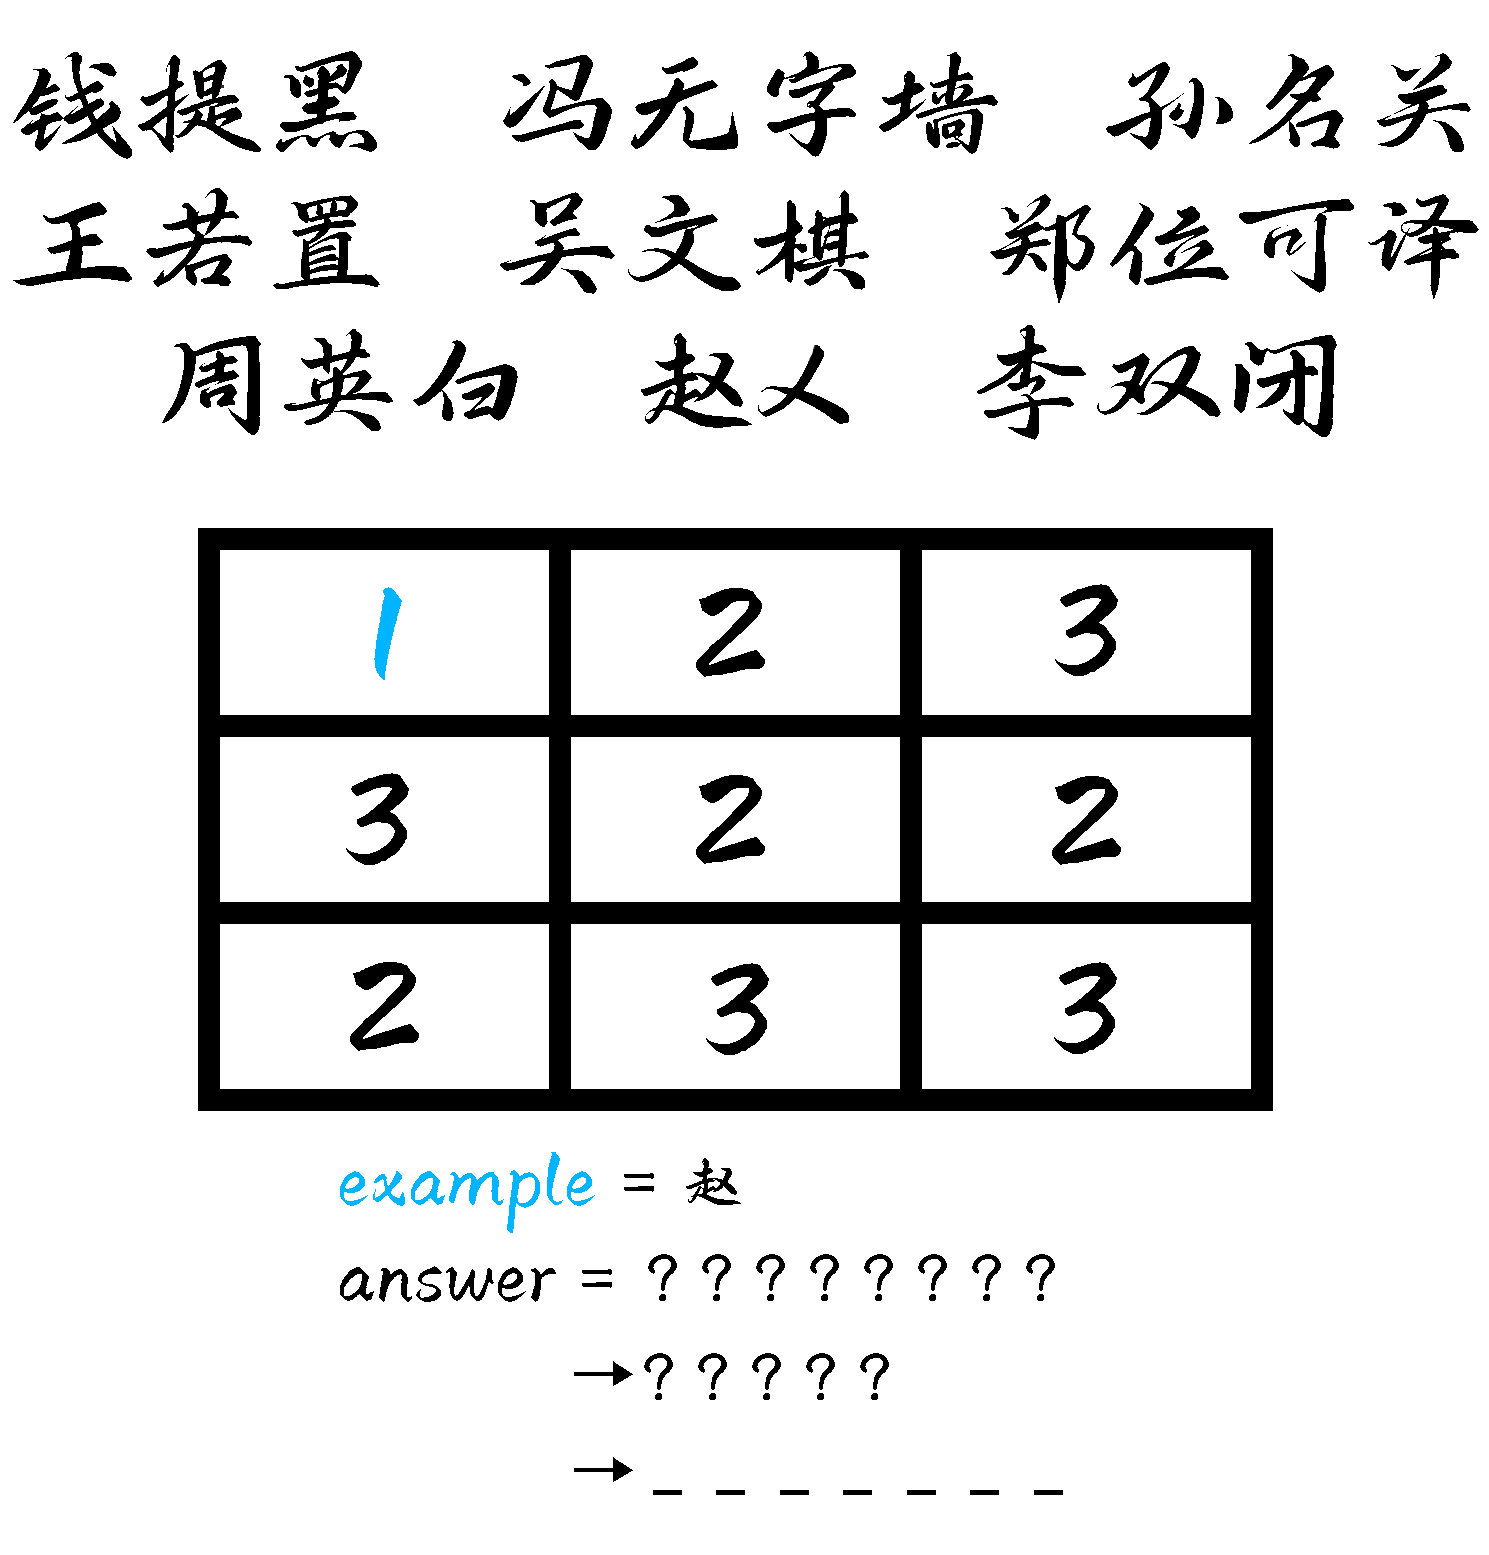 钱提黑 冯无字墙 孙名关
王若置 吴文棋 郑位可译
周英白 赵人 李双闭
1 2 3
3 2 2
2 3 3
example = 赵
answer = ? ? ? ? ? ? ? ?
→ ? ? ? ? ?
→ _ _ _ _ _ _ _